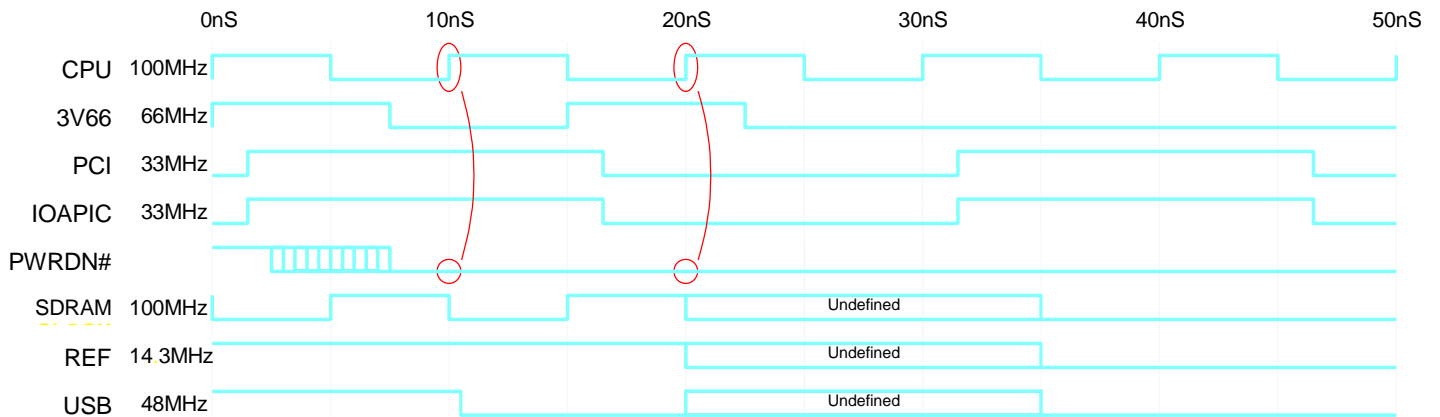 0nS 10nS 20nS 30nS 40nS 50nS
CPU 100MHz
3V66 66MHz
PCI 33MHz
IOAPIC 33MHz
PWRDN#
SDRAM 100MHz Undefined
REF 14.3MHz Undefined
USB 48MHz Undefined